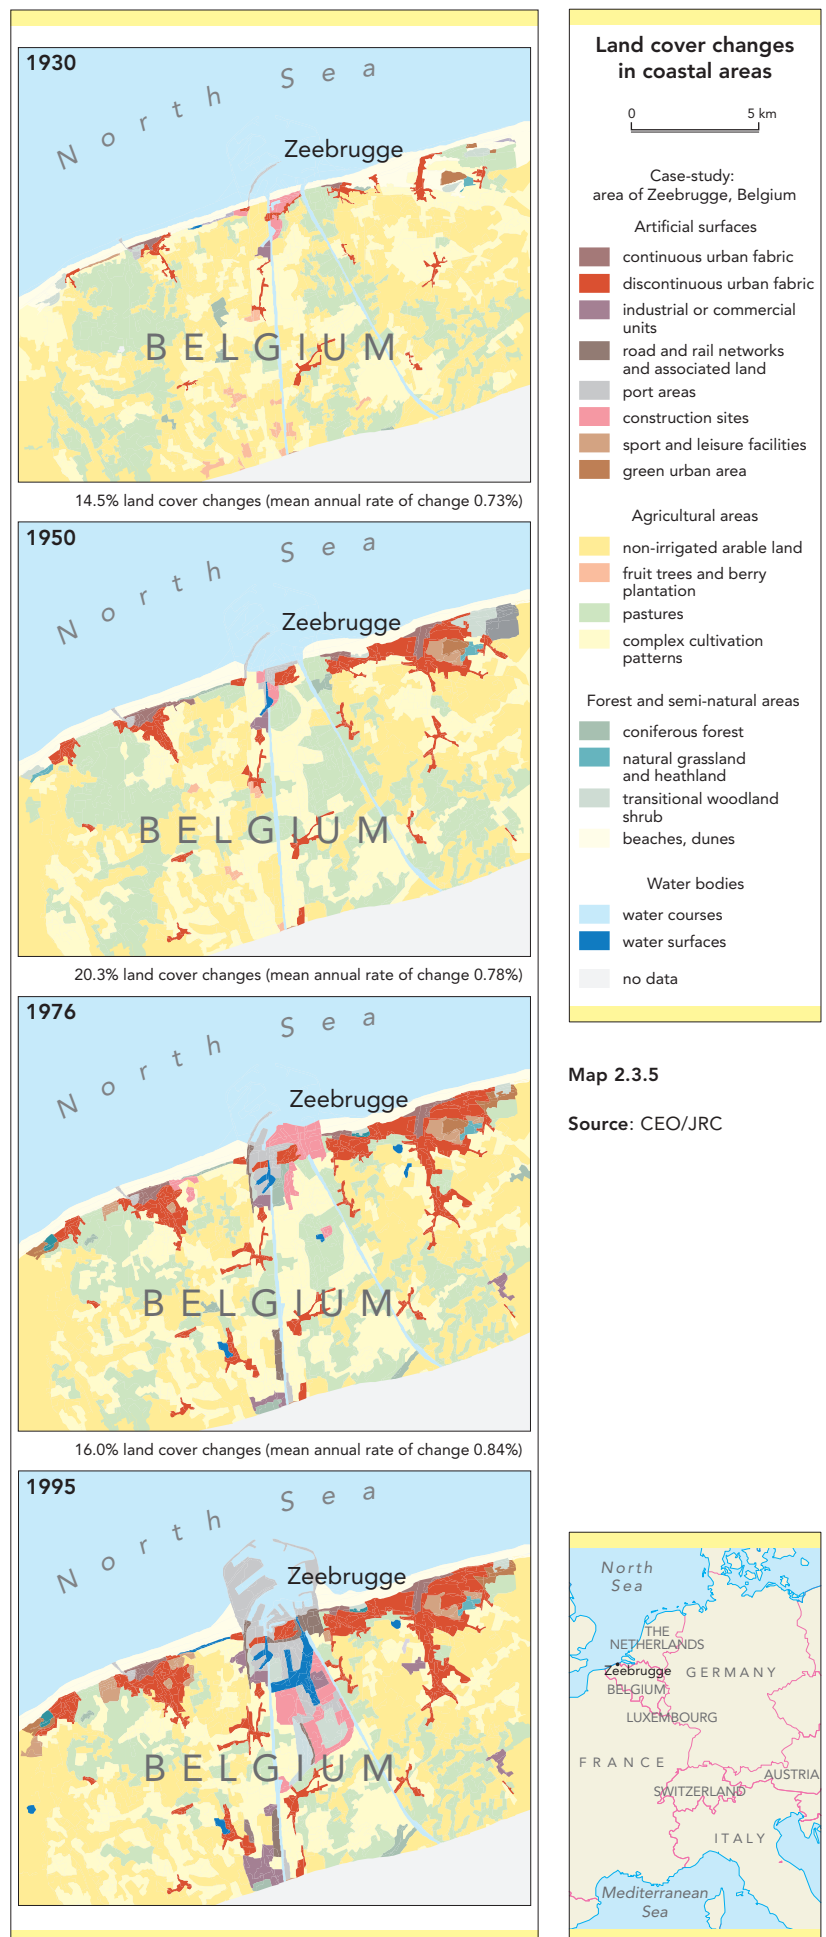 1930
North Sea
Zeebrugge
BELGIUM
14.5% land cover changes (mean annual rate of change 0.73%)
1950
North Sea
Zeebrugge
BELGIUM
20.3% land cover changes (mean annual rate of change 0.78%)
1976
North Sea
Zeebrugge
BELGIUM
16.0% land cover changes (mean annual rate of change 0.84%)
1995
North Sea
Zeebrugge
BELGIUM
Land cover changes
in coastal areas
0 5 km
Case-study:
area of Zeebrugge, Belgium
Artificial surfaces
continuous urban fabric
discontinuous urban fabric
industrial or commercial
units
road and rail networks
and associated land
port areas
construction sites
sport and leisure facilities
green urban area
Agricultural areas
non-irrigated arable land
fruit trees and berry
plantation
pastures
complex cultivation
patterns
Forest and semi-natural areas
coniferous forest
natural grassland
and heathland
transitional woodland
shrub
beaches, dunes
Water bodies
water courses
water surfaces
no data
Map 2.3.5
Source: CEO/JRC
North
Sea
THE
NETHERLANDS
Zeebrugge
GERMANY
BELGIUM
LUXEMBOURG
FRANCE
AUSTRIA
SWITZERLAND
ITALY
Mediterranean
Sea